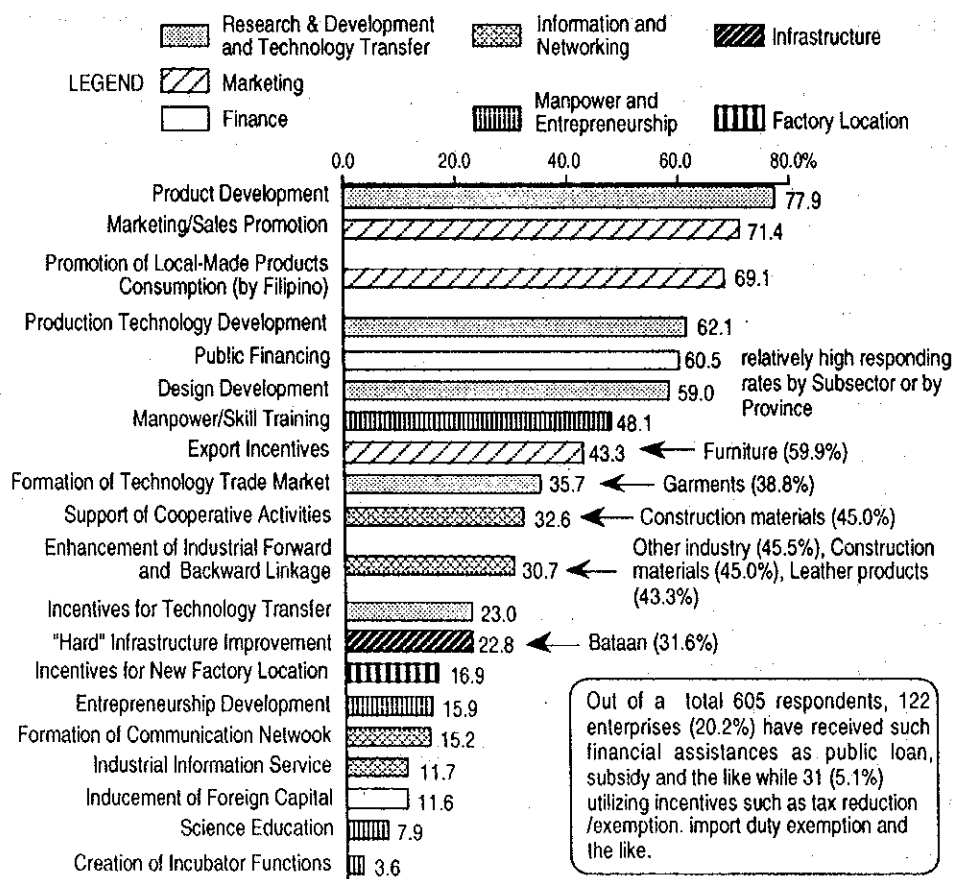 Research & Development
and Technology Transfer
Information and
Networking
Infrastructure
LEGEND
Marketing
Finance
Manpower and
Entrepreneurship
Factory Location
0.0 20.0 40.0 60.0 80.0%
Product Development 77.9
Marketing/Sales Promotion 71.4
Promotion of Local-Made Products
Consumption (by Filipino) 69.1
Production Technology Development 62.1
Public Financing 60.5
Design Development 59.0
relatively high responding
rates by Subsector or by
Province
Manpower/Skill Training 48.1
Export Incentives 43.3 Furniture (59.9%)
Formation of Technology Trade Market 35.7 Garments (38.8%)
Support of Cooperative Activities 32.6 Construction materials (45.0%)
Enhancement of Industrial Forward
and Backward Linkage 30.7
Other industry (45.5%), Construction
materials (45.0%), Leather products
(43.3%)
Incentives for Technology Transfer 23.0
"Hard" Infrastructure Improvement 22.8 Bataan (31.6%)
Incentives for New Factory Location 16.9
Entrepreneurship Development 15.9
Formation of Communication Netwook 15.2
Industrial Information Service 11.7
Inducement of Foreign Capital 11.6
Science Education 7.9
Creation of Incubator Functions 3.6
Out of a total 605 respondents, 122
enterprises (20.2%) have received such
financial assistances as public loan,
subsidy and the like while 31 (5.1%)
utilizing incentives such as tax reduction
/exemption. import duty exemption and
the like.